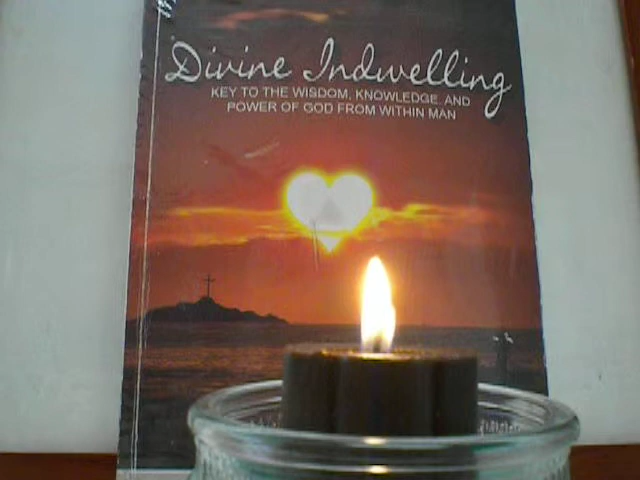 Divine Indwelling
KEY TO THE WISDOM, KNOWLEDGE, AND
POWER OF GOD FROM WITHIN MAN